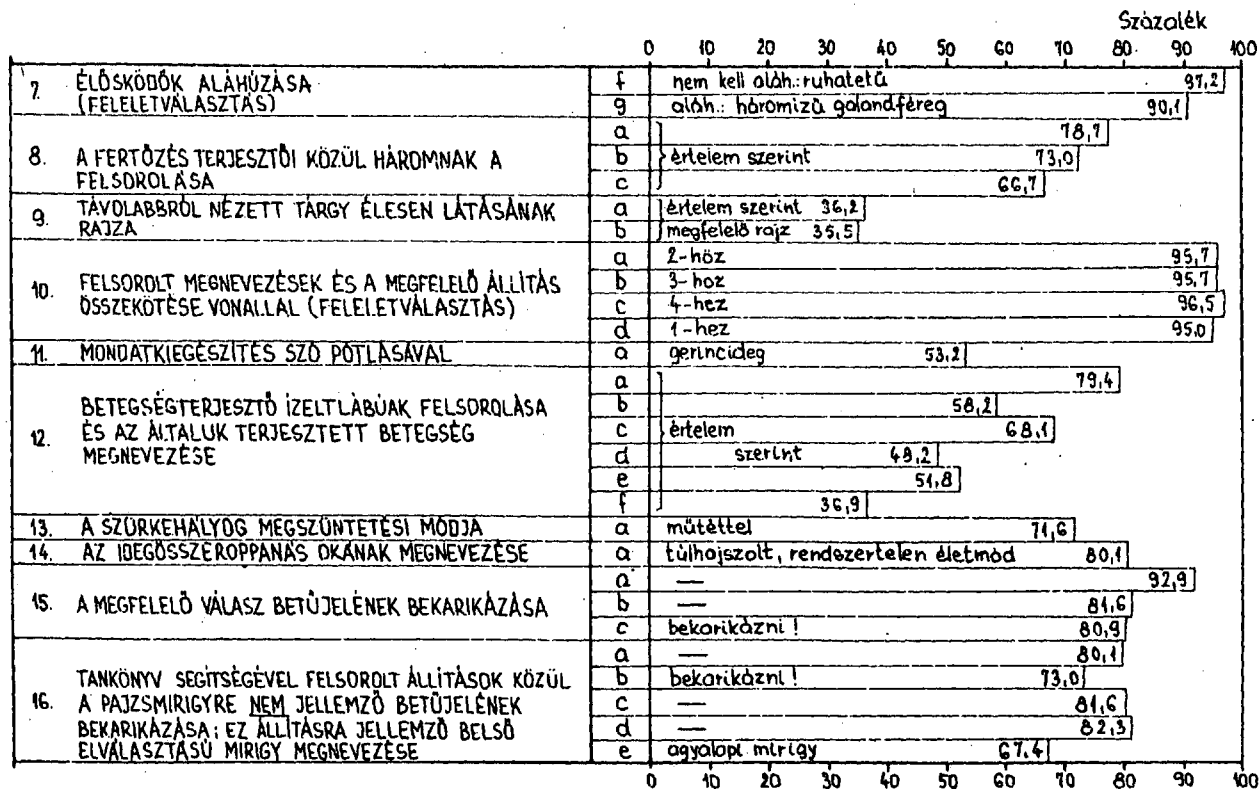 Százalék
0 10 20 30 40 50 60 70 80 90 100
7. ÉLŐSKÖDŐK ALÁHÚZÁSA
(FELELETVÁLASZTÁS)
f nem kell aláh.: ruhatetű 97,2
g aláh.: háromizű galandféreg 90,1
8. A FERTŐZÉS TERJESZTŐI KÖZÜL HÁROMNAK A
FELSOROLÁSA
a 78,7
b értelem szerint 73,0
c 66,7
9. TÁVOLABBRÓL NÉZETT TÁRGY ÉLESEN LÁTÁSÁNAK
RAJZA
a értelem szerint 36,2
b megfelelő rajz 35,5
10. FELSOROLT MEGNEVEZÉSEK ÉS A MEGFELELŐ ÁLLÍTÁS
ÖSSZEKÖTÉSE VONALLAL (FELELETVÁLASZTÁS)
a 2-höz 95,7
b 3-hoz 95,7
c 4-hez 96,5
d 1-hez 95,0
11. MONDATKIEGÉSZÍTÉS SZÓ PÓTLÁSÁVAL
a gerincideg 53,2
12. BETEGSÉGTERJESZTŐ ÍZELTLÁBÚAK FELSOROLÁSA
ÉS AZ ÁLTALUK TERJESZTETT BETEGSÉG
MEGNEVEZÉSE
a 79,4
b 58,2
c értelem 68,1
d szerint 48,2
e 51,8
f 36,9
13. A SZÜRKEHÁLYOG MEGSZÜNTETÉSI MÓDJA
a műtéttel 71,6
14. AZ IDEGÖSSZEROPPANÁS OKÁNAK MEGNEVEZÉSE
a túlhajszolt, rendszertelen életmód 80,1
15. A MEGFELELŐ VÁLASZ BETŰJELÉNEK BEKARIKÁZÁSA
a — 92,9
b — 81,6
c bekarikázni! 80,9
16. TANKÖNYV SEGÍTSÉGÉVEL FELSOROLT ÁLLÍTÁSOK KÖZÜL
A PAJZSMIRIGYRE NEM JELLEMZŐ BETŰJELÉNEK
BEKARIKÁZÁSA; EZ ÁLLÍTÁSRA JELLEMZŐ BELSŐ
ELVÁLASZTÁSÚ MIRIGY MEGNEVEZÉSE
a — 80,1
b bekarikázni! 73,0
c — 81,6
d — 82,3
e agyalapi mirigy 67,4
0 10 20 30 40 50 60 70 80 90 100